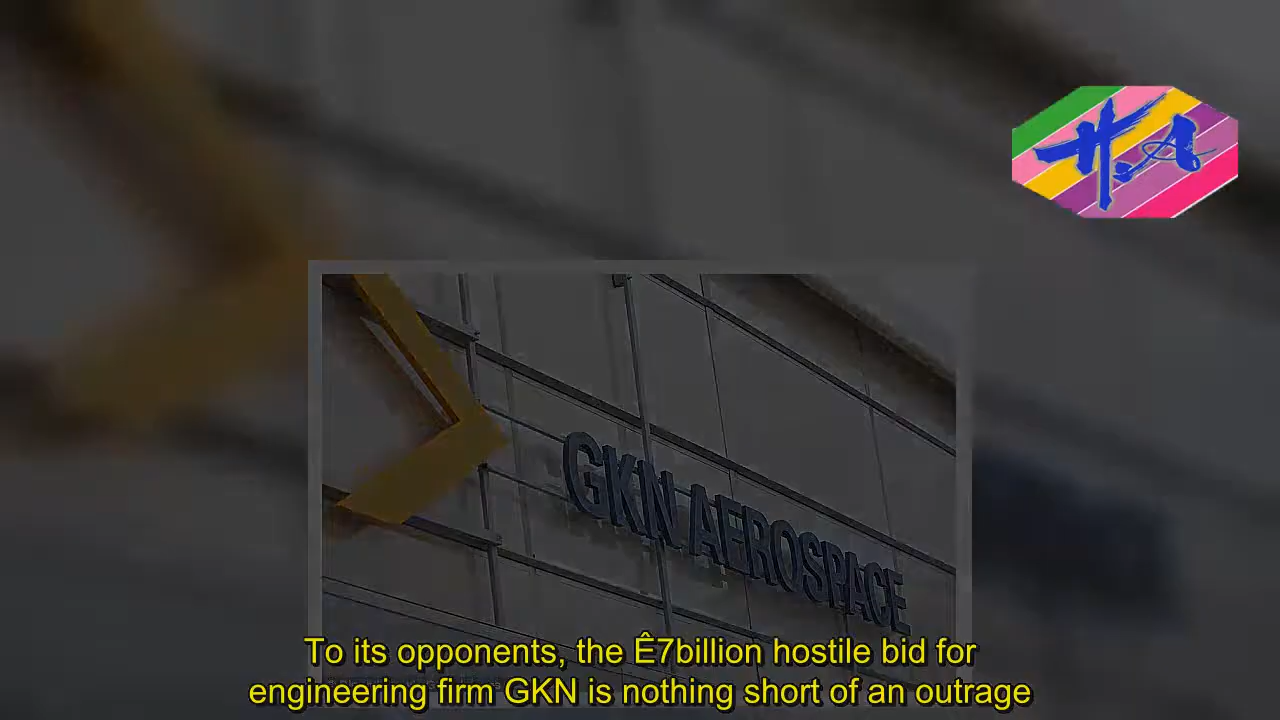 HA
GKN AEROSPACE
To its opponents, the Ê7billion hostile bid for
engineering firm GKN is nothing short of an outrage